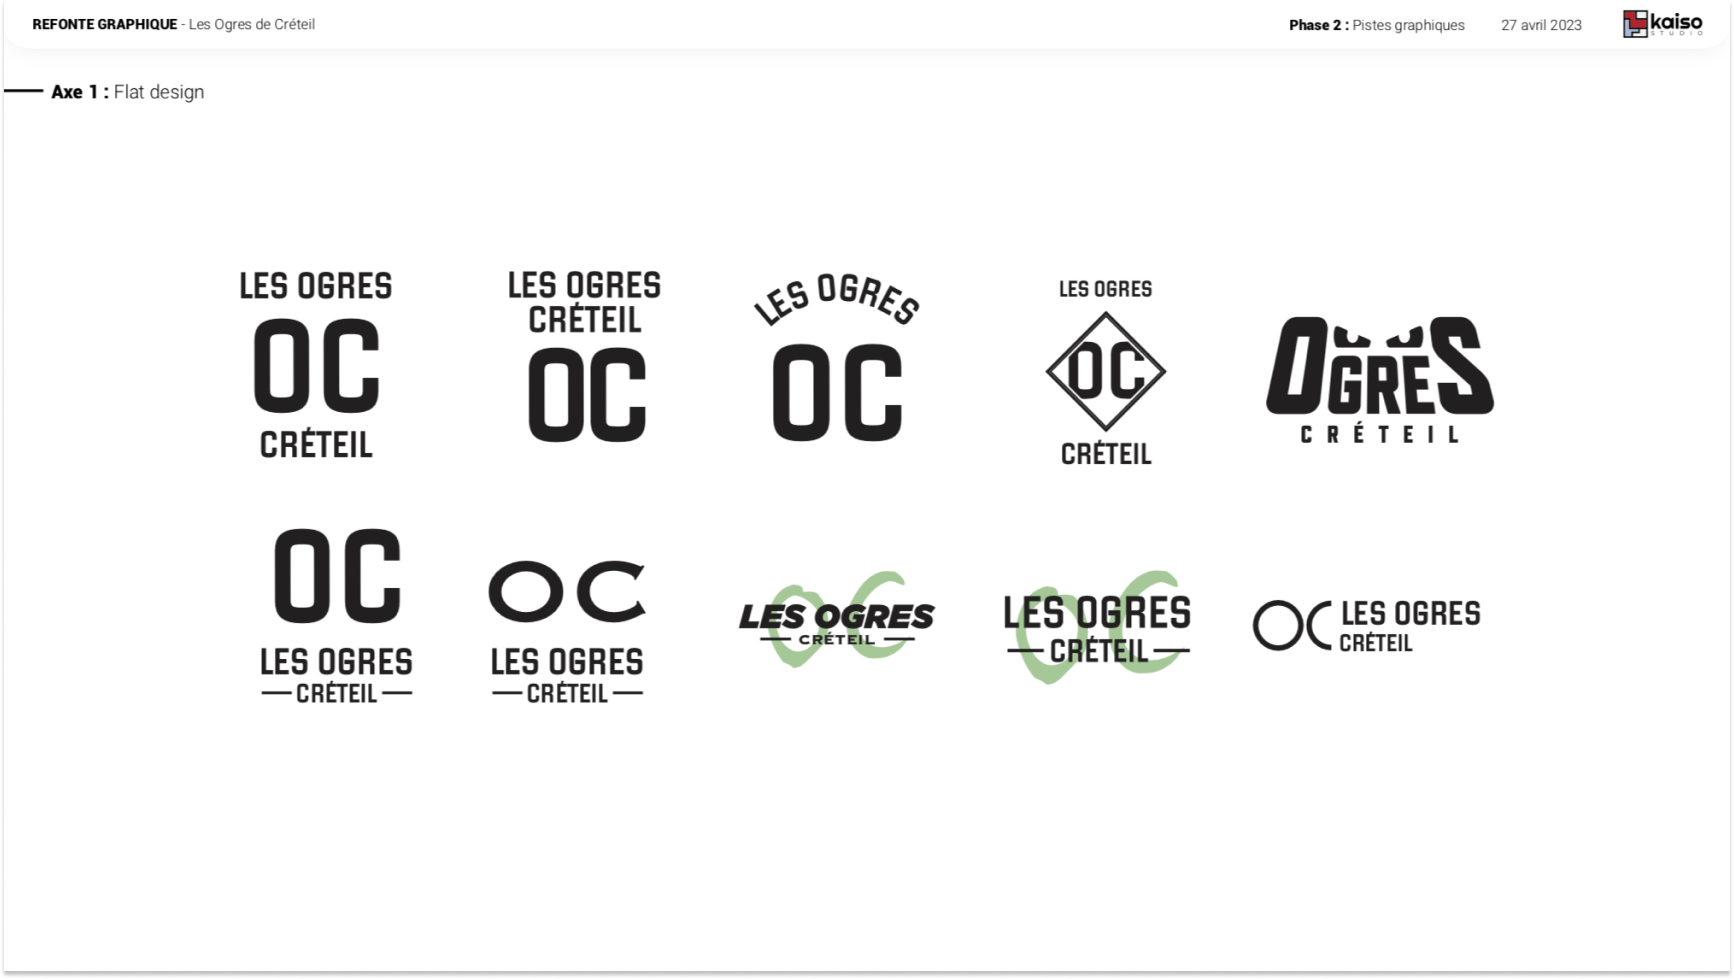 REFONTE GRAPHIQUE - Les Ogres de Créteil
Phase 2 : Pistes graphiques
27 avril 2023
kaiso
STUDIO
Axe 1 : Flat design
LES OGRES
OC
CRÉTEIL
LES OGRES
CRÉTEIL
OC
LES OGRES
OC
LES OGRES
OC
CRÉTEIL
OGRES
CRÉTEIL
OC
LES OGRES
CRÉTEIL
OC
LES OGRES
CRÉTEIL
OC
LES OGRES
CRÉTEIL
OC
LES OGRES
CRÉTEIL
OC
LES OGRES
CRÉTEIL